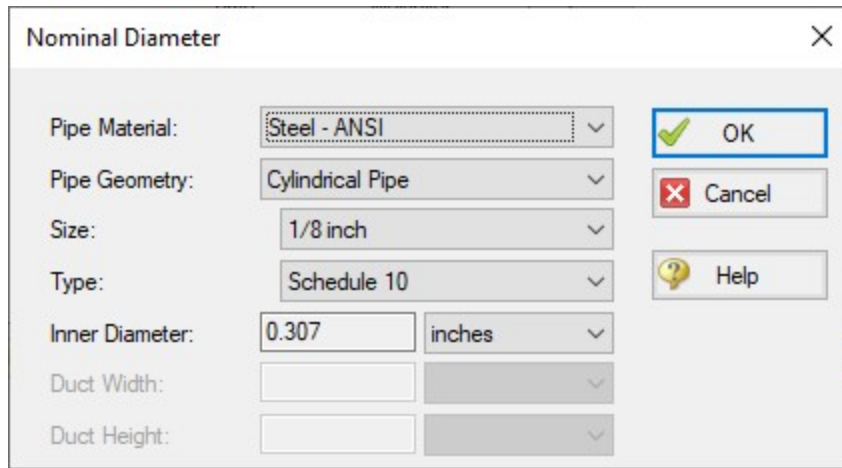 Nominal Diameter
Pipe Material: Steel - ANSI OK
Pipe Geometry: Cylindrical Pipe Cancel
Size: 1/8 inch
Type: Schedule 10 Help
Inner Diameter: 0.307 inches
Duct Width:
Duct Height: